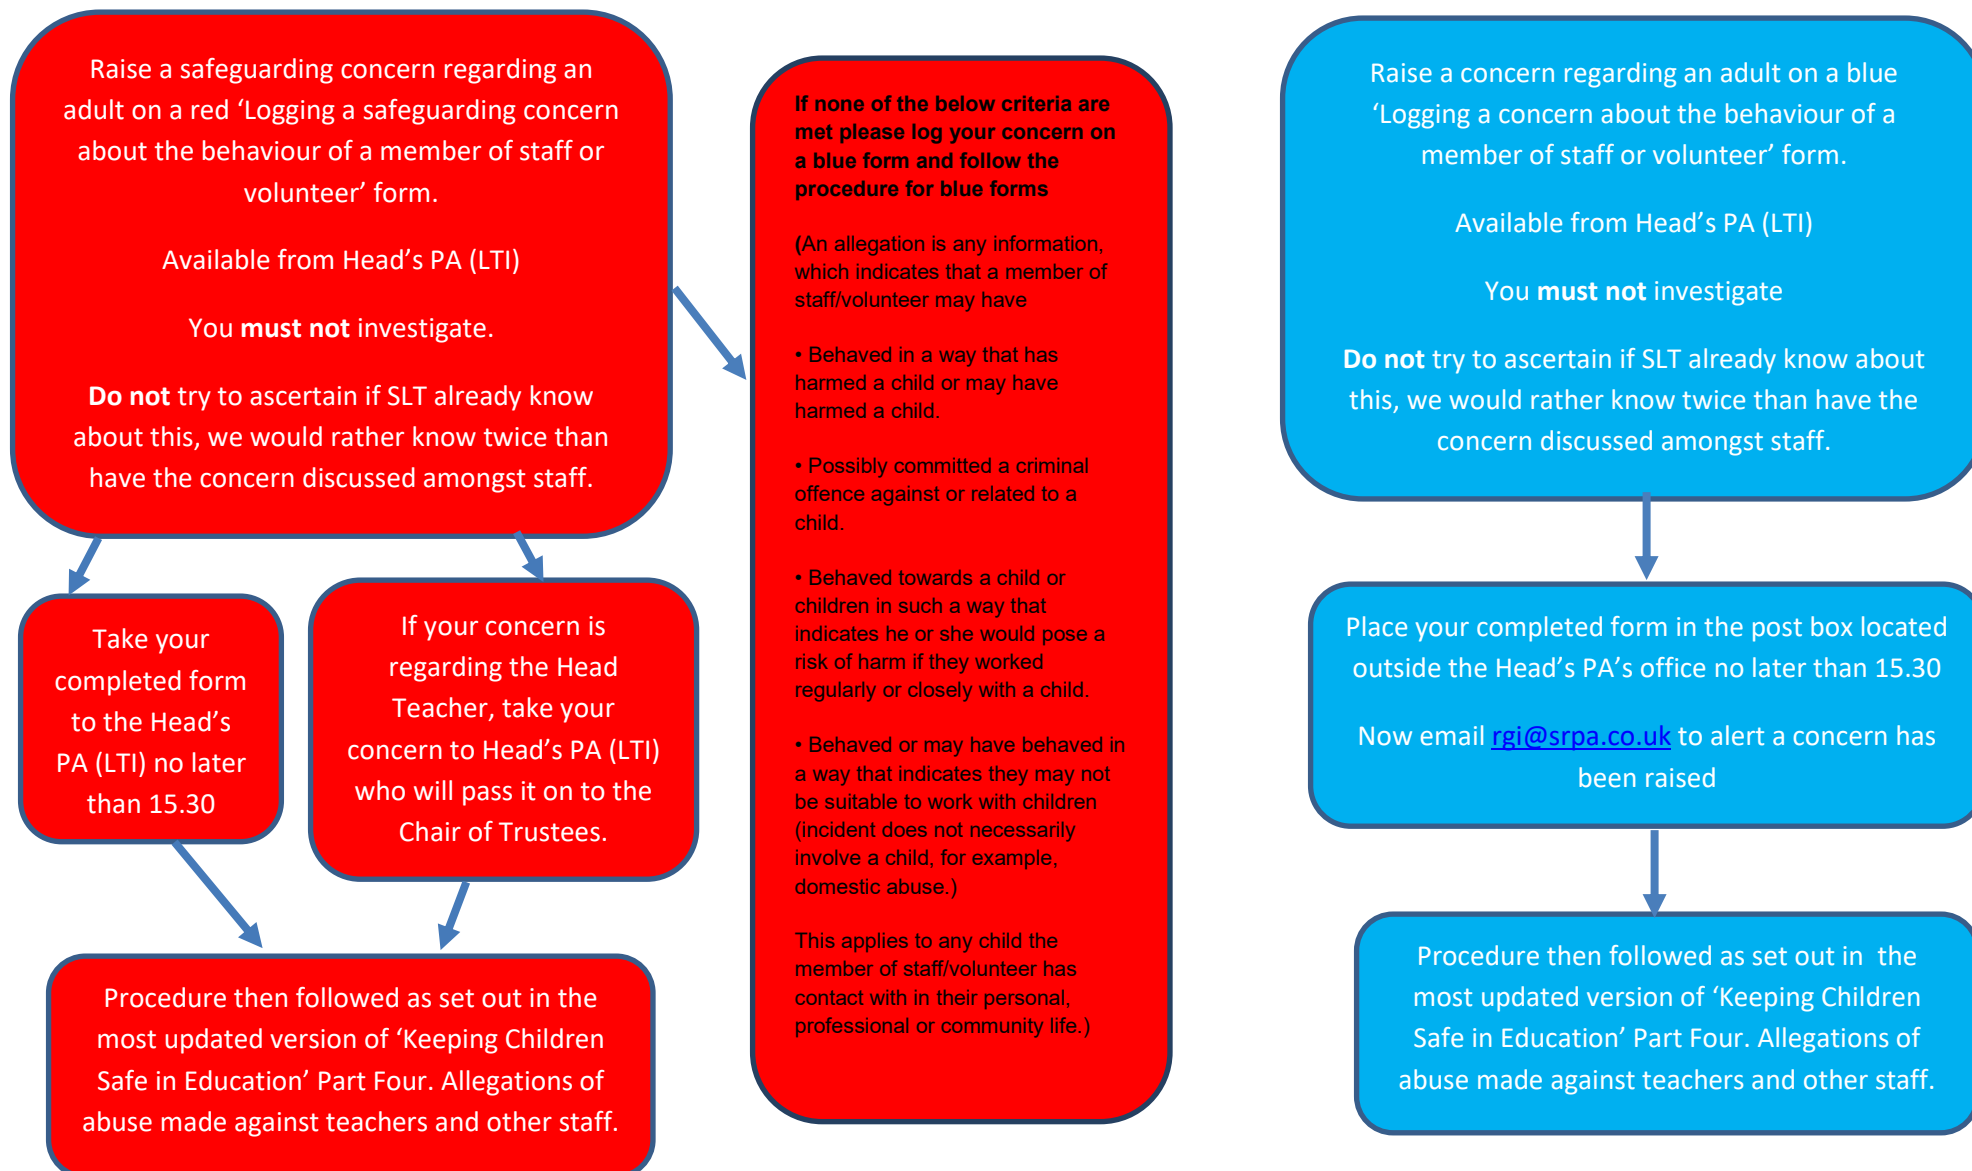 Raise a safeguarding concern regarding an
adult on a red ‘Logging a safeguarding concern
about the behaviour of a member of staff or
volunteer’ form.
Available from Head’s PA (LTI)
You must not investigate.
Do not try to ascertain if SLT already know
about this, we would rather know twice than
have the concern discussed amongst staff.
Take your
completed form
to the Head’s
PA (LTI) no later
than 15.30
If your concern is
regarding the Head
Teacher, take your
concern to Head’s PA (LTI)
who will pass it on to the
Chair of Trustees.
Procedure then followed as set out in the
most updated version of ‘Keeping Children
Safe in Education’ Part Four. Allegations of
abuse made against teachers and other staff.
If none of the below criteria are
met please log your concern on
a blue form and follow the
procedure for blue forms
(An allegation is any information,
which indicates that a member of
staff/volunteer may have
• Behaved in a way that has
harmed a child or may have
harmed a child.
• Possibly committed a criminal
offence against or related to a
child.
• Behaved towards a child or
children in such a way that
indicates he or she would pose a
risk of harm if they worked
regularly or closely with a child.
• Behaved or may have behaved in
a way that indicates they may not
be suitable to work with children
(incident does not necessarily
involve a child, for example,
domestic abuse.)
This applies to any child the
member of staff/volunteer has
contact with in their personal,
professional or community life.)
Raise a concern regarding an adult on a blue
‘Logging a concern about the behaviour of a
member of staff or volunteer’ form.
Available from Head’s PA (LTI)
You must not investigate
Do not try to ascertain if SLT already know about
this, we would rather know twice than have the
concern discussed amongst staff.
Place your completed form in the post box located
outside the Head’s PA’s office no later than 15.30
Now email rgi@srpa.co.uk to alert a concern has
been raised
Procedure then followed as set out in  the
most updated version of ‘Keeping Children
Safe in Education’ Part Four. Allegations of
abuse made against teachers and other staff.